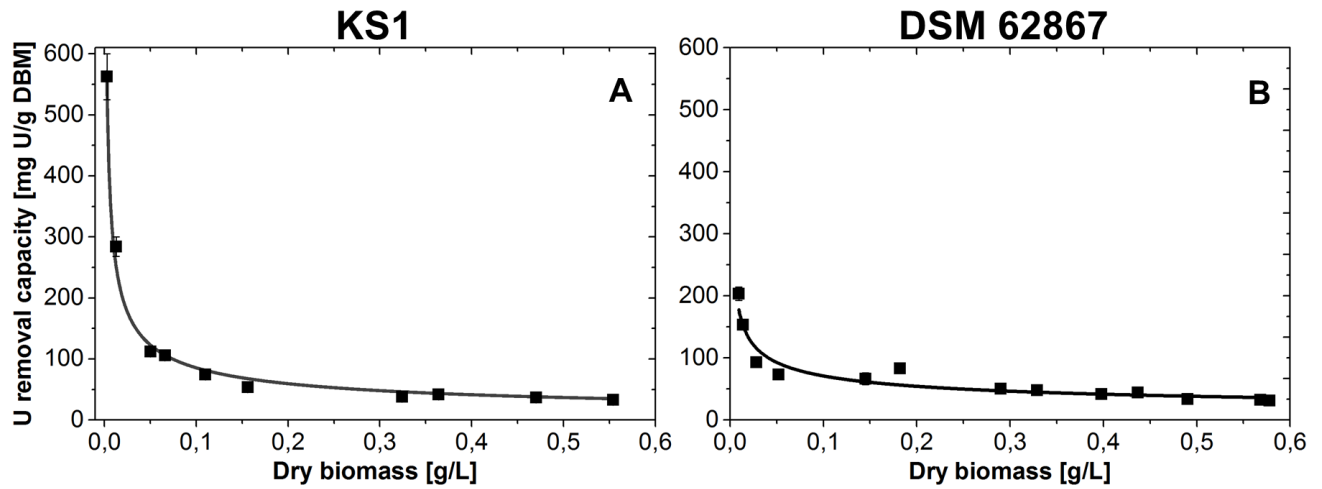 KS1
DSM 62867
U removal capacity [mg U/g DBM]
600
500
400
300
200
100
0
A
0,0 0,1 0,2 0,3 0,4 0,5 0,6
Dry biomass [g/L]
600
500
400
300
200
100
0
B
0,0 0,1 0,2 0,3 0,4 0,5 0,6
Dry biomass [g/L]